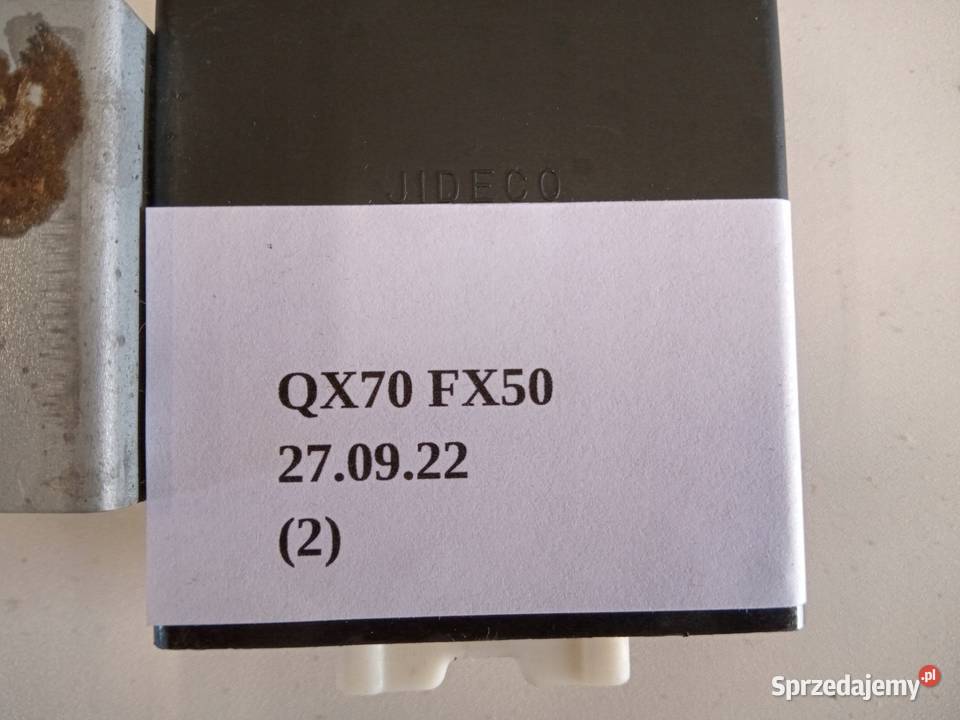 JIDECO
QX70 FX50
27.09.22
(2)
Sprzedajemy.pl